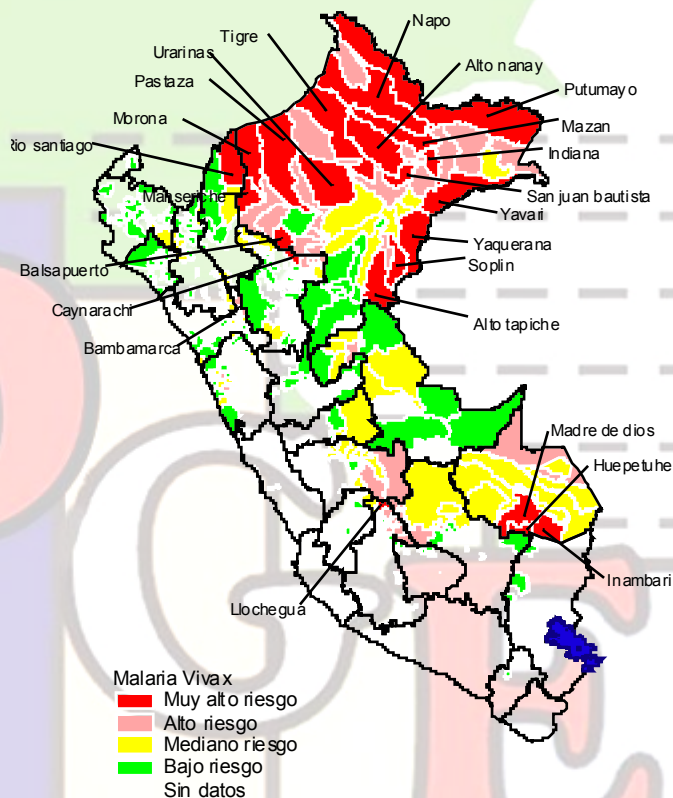 Napo
Tigre
Urarinas
Alto nanay
Pastaza
Putumayo
Morona
Mazan
Rio santiago
Indiana
Manseriche
San juan bautista
Yavari
Yaquerana
Balsapuerto
Soplin
Caynarachi
Alto tapiche
Bambamarca
Madre de dios
Huepetuhe
Inambari
Llochegua
Malaria Vivax
Muy alto riesgo
Alto riesgo
Mediano riesgo
Bajo riesgo
Sin datos